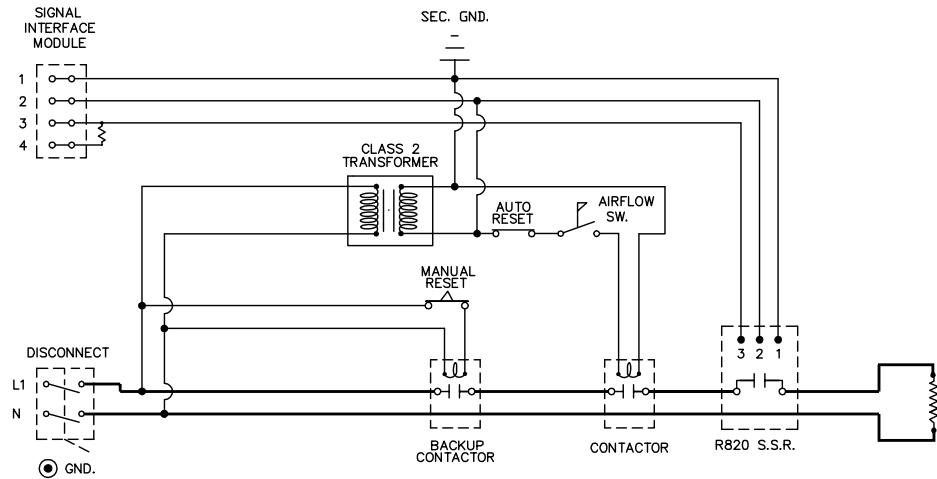 SIGNAL
INTERFACE
MODULE
SEC. GND.
1
2
3
4
CLASS 2
TRANSFORMER
AUTO
RESET
AIRFLOW
SW.
MANUAL
RESET
DISCONNECT
3 2 1
L1
N
BACKUP
CONTACTOR
CONTACTOR
R820 S.S.R.
GND.